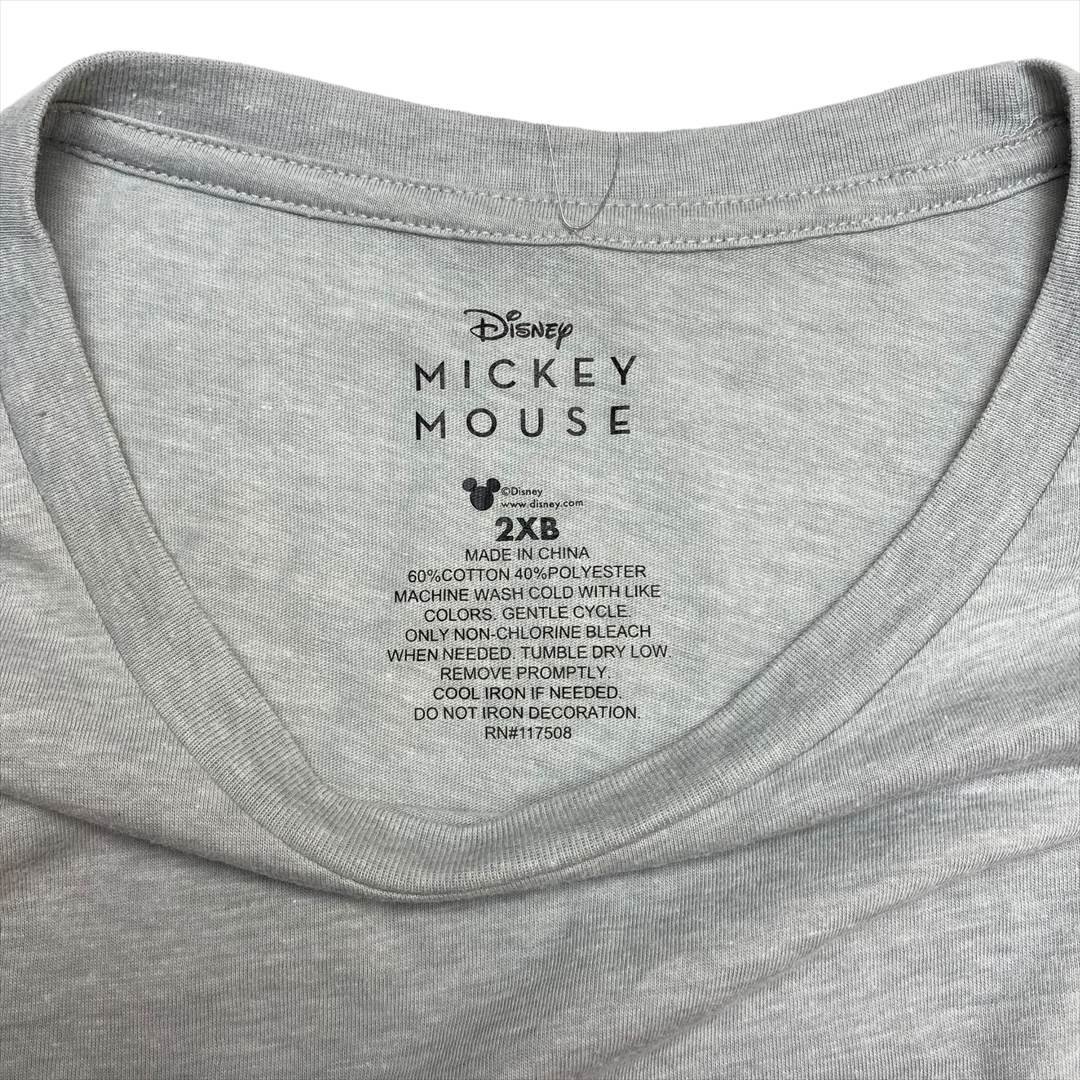 Disney
MICKEY
MOUSE
©Disney
www.disney.com
2XB
MADE IN CHINA
60%COTTON 40%POLYESTER
MACHINE WASH COLD WITH LIKE
COLORS. GENTLE CYCLE.
ONLY NON-CHLORINE BLEACH
WHEN NEEDED. TUMBLE DRY LOW.
REMOVE PROMPTLY.
COOL IRON IF NEEDED.
DO NOT IRON DECORATION.
RN#117508